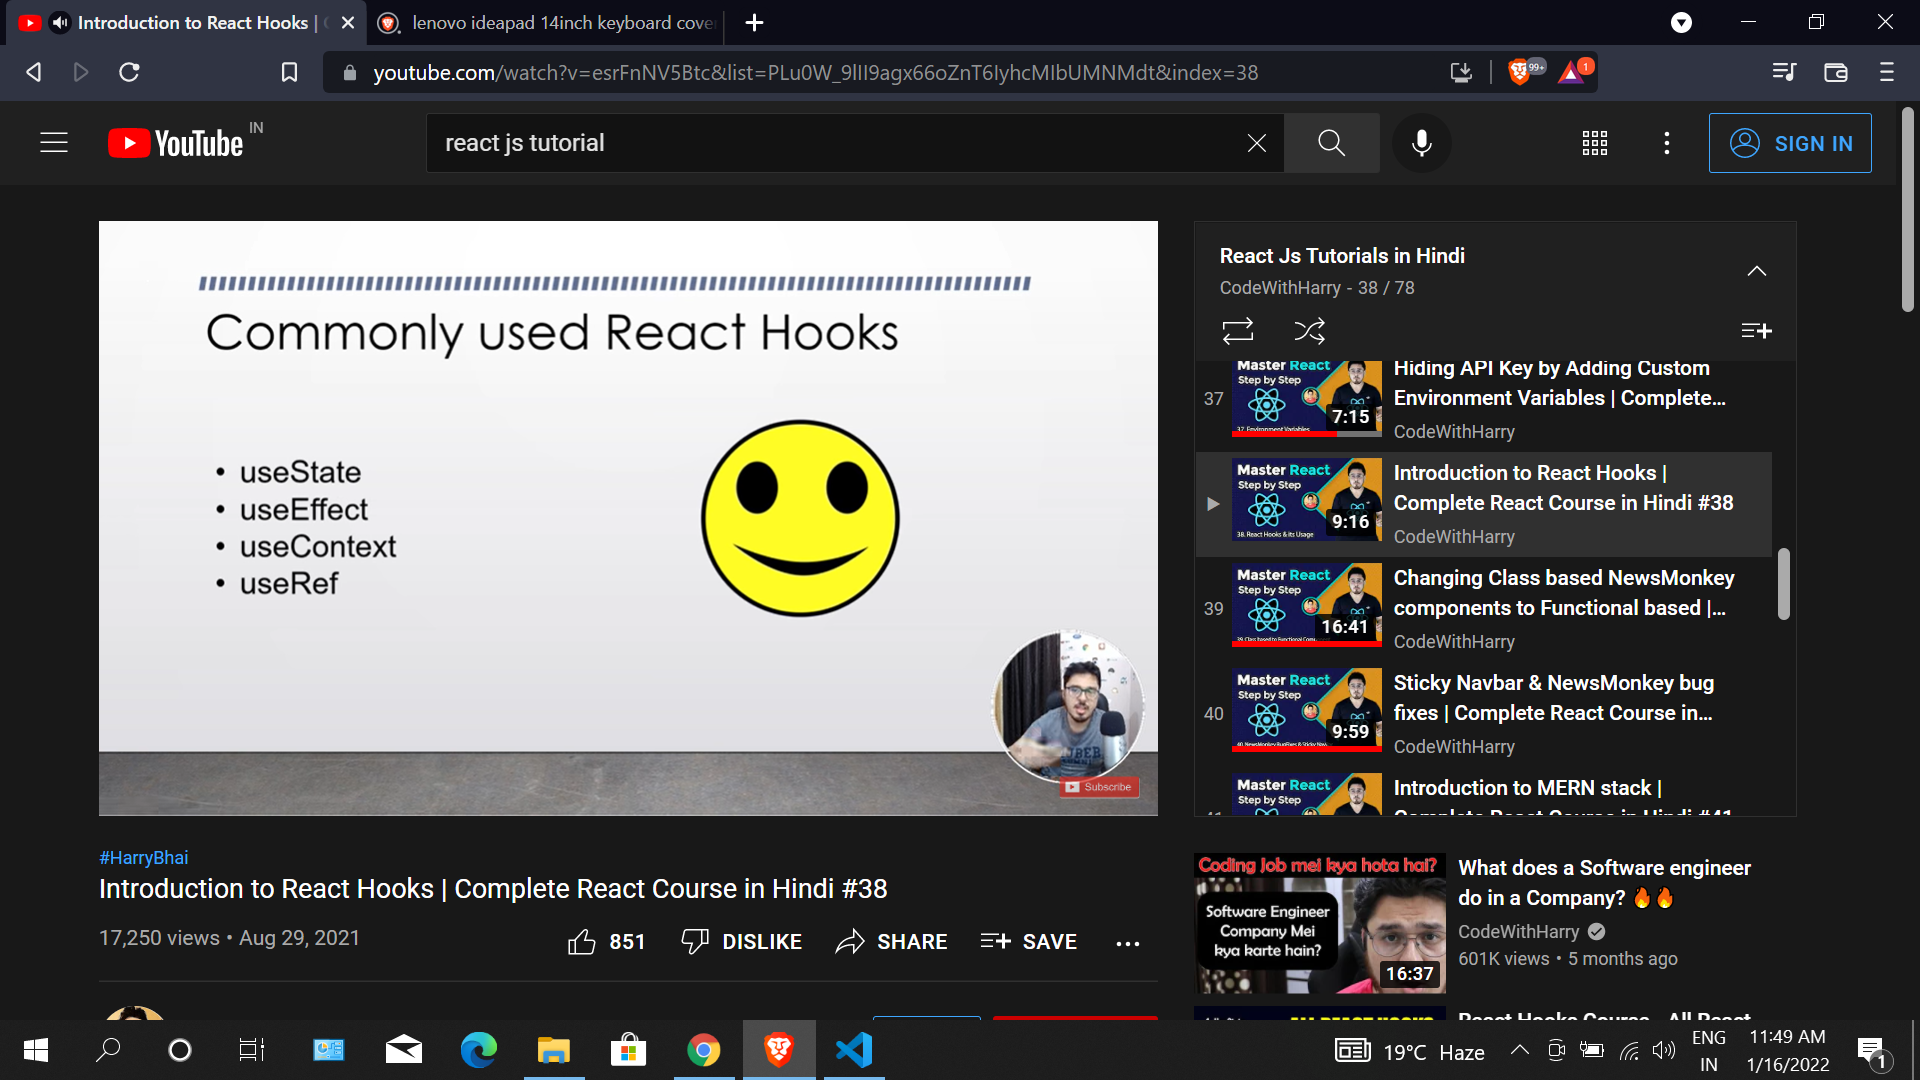 Introduction to React Hooks |
lenovo ideapad 14inch keyboard cove
youtube.com/watch?v=esrFnNV5Btc&list=PLu0W_9lII9agx66oZnT6IyhcMIbUMNMdt&index=38
99+
1
YouTube IN
react js tutorial
SIGN IN
Commonly used React Hooks
• useState
• useEffect
• useContext
• useRef
Subscribe
React Js Tutorials in Hindi
CodeWithHarry - 38 / 78
37
Master React
Step by Step
7:15
37. Environment Variables
Hiding API Key by Adding Custom
Environment Variables | Complete...
CodeWithHarry
Master React
Step by Step
9:16
38. React Hooks & its Usage
Introduction to React Hooks |
Complete React Course in Hindi #38
CodeWithHarry
39
Master React
Step by Step
16:41
Changing Class based NewsMonkey
components to Functional based |...
CodeWithHarry
40
Master React
Step by Step
9:59
Sticky Navbar & NewsMonkey bug
fixes | Complete React Course in...
CodeWithHarry
41
Master React
Step by Step
Introduction to MERN stack |
Complete React Course in Hindi #41
#HarryBhai
Introduction to React Hooks | Complete React Course in Hindi #38
17,250 views • Aug 29, 2021
851
DISLIKE
SHARE
SAVE
Coding Job mei kya hota hai?
Software Engineer
Company Mei
kya karte hain?
16:37
What does a Software engineer
do in a Company? 🔥🔥
CodeWithHarry
601K views • 5 months ago
ALL REACT HOOKS
React Hooks Course - All React
19°C Haze
ENG
IN
11:49 AM
1/16/2022
1